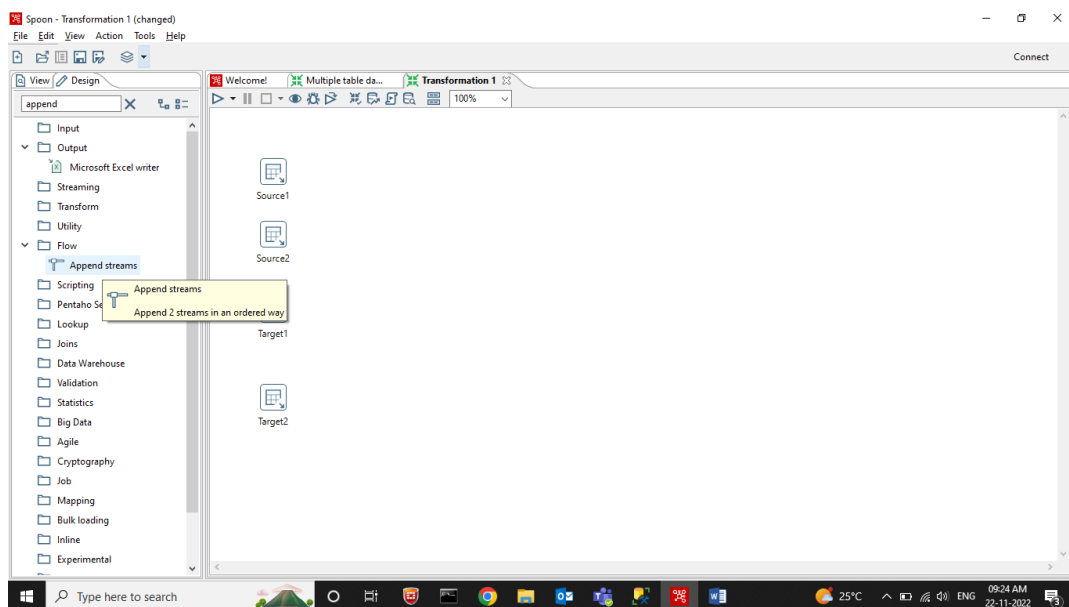 Spoon - Transformation 1 (changed)
File Edit View Action Tools Help
Connect
View Design
Welcome! Multiple table da... Transformation 1
append
100%
Input
Output
Microsoft Excel writer
Streaming
Transform
Utility
Flow
Append streams
Scripting
Pentaho Se
Lookup
Joins
Data Warehouse
Validation
Statistics
Big Data
Agile
Cryptography
Job
Mapping
Bulk loading
Inline
Experimental
Append streams
Append 2 streams in an ordered way
Source1
Source2
Target1
Target2
Type here to search
25°C
ENG
09:24 AM
22-11-2022
3